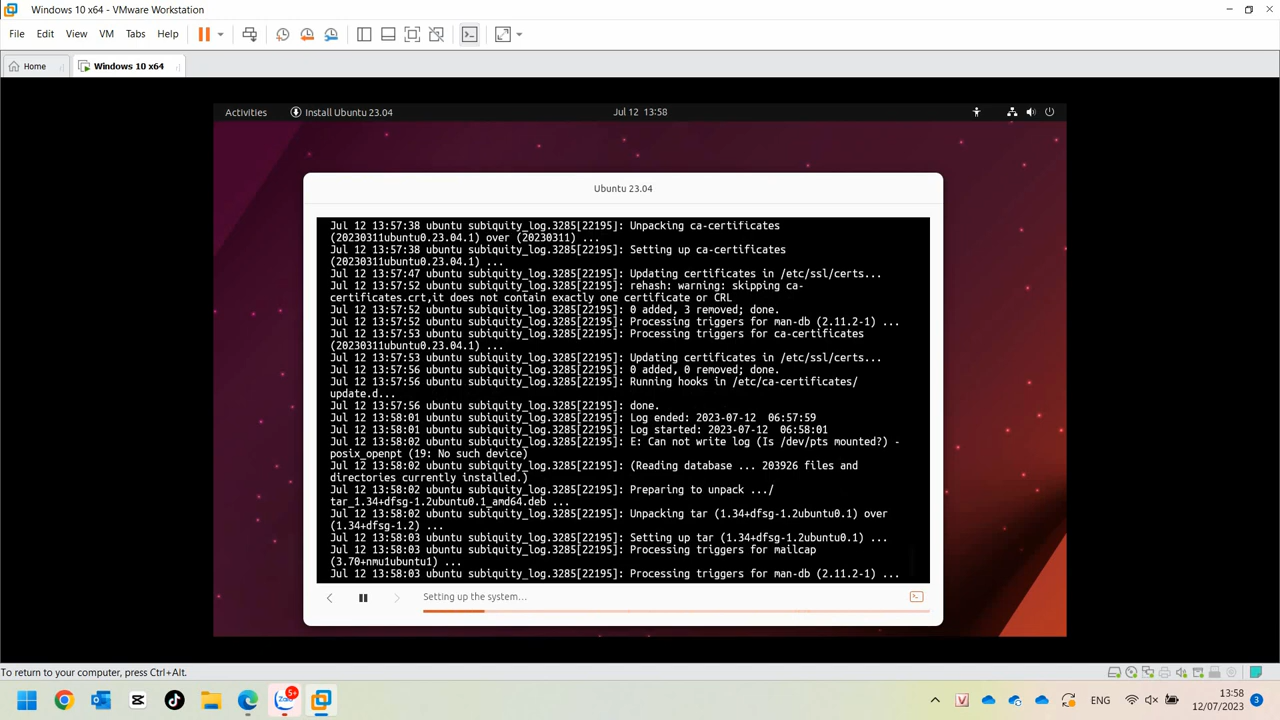 Windows 10 x64 - VMware Workstation
File Edit View VM Tabs Help
Home Windows 10 x64
Activities Install Ubuntu 23.04 Jul 12 13:58
Ubuntu 23.04
Jul 12 13:57:38 ubuntu subiquity_log.3285[22195]: Unpacking ca-certificates
(20230311ubuntu0.23.04.1) over (20230311) ...
Jul 12 13:57:38 ubuntu subiquity_log.3285[22195]: Setting up ca-certificates
(20230311ubuntu0.23.04.1) ...
Jul 12 13:57:47 ubuntu subiquity_log.3285[22195]: Updating certificates in /etc/ssl/certs...
Jul 12 13:57:52 ubuntu subiquity_log.3285[22195]: rehash: warning: skipping ca-
certificates.crt,it does not contain exactly one certificate or CRL
Jul 12 13:57:52 ubuntu subiquity_log.3285[22195]: 0 added, 3 removed; done.
Jul 12 13:57:52 ubuntu subiquity_log.3285[22195]: Processing triggers for man-db (2.11.2-1) ...
Jul 12 13:57:53 ubuntu subiquity_log.3285[22195]: Processing triggers for ca-certificates
(20230311ubuntu0.23.04.1) ...
Jul 12 13:57:53 ubuntu subiquity_log.3285[22195]: Updating certificates in /etc/ssl/certs...
Jul 12 13:57:56 ubuntu subiquity_log.3285[22195]: 0 added, 0 removed; done.
Jul 12 13:57:56 ubuntu subiquity_log.3285[22195]: Running hooks in /etc/ca-certificates/
update.d...
Jul 12 13:57:56 ubuntu subiquity_log.3285[22195]: done.
Jul 12 13:58:01 ubuntu subiquity_log.3285[22195]: Log ended: 2023-07-12  06:57:59
Jul 12 13:58:01 ubuntu subiquity_log.3285[22195]: Log started: 2023-07-12  06:58:01
Jul 12 13:58:02 ubuntu subiquity_log.3285[22195]: E: Can not write log (Is /dev/pts mounted?) -
posix_openpt (19: No such device)
Jul 12 13:58:02 ubuntu subiquity_log.3285[22195]: (Reading database ... 203926 files and
directories currently installed.)
Jul 12 13:58:02 ubuntu subiquity_log.3285[22195]: Preparing to unpack .../
tar_1.34+dfsg-1.2ubuntu0.1_amd64.deb ...
Jul 12 13:58:02 ubuntu subiquity_log.3285[22195]: Unpacking tar (1.34+dfsg-1.2ubuntu0.1) over
(1.34+dfsg-1.2) ...
Jul 12 13:58:03 ubuntu subiquity_log.3285[22195]: Setting up tar (1.34+dfsg-1.2ubuntu0.1) ...
Jul 12 13:58:03 ubuntu subiquity_log.3285[22195]: Processing triggers for mailcap
(3.70+nmu1ubuntu1) ...
Jul 12 13:58:03 ubuntu subiquity_log.3285[22195]: Processing triggers for man-db (2.11.2-1) ...
Setting up the system...
To return to your computer, press Ctrl+Alt.
Zalo 5+
ENG
13:58
12/07/2023
3